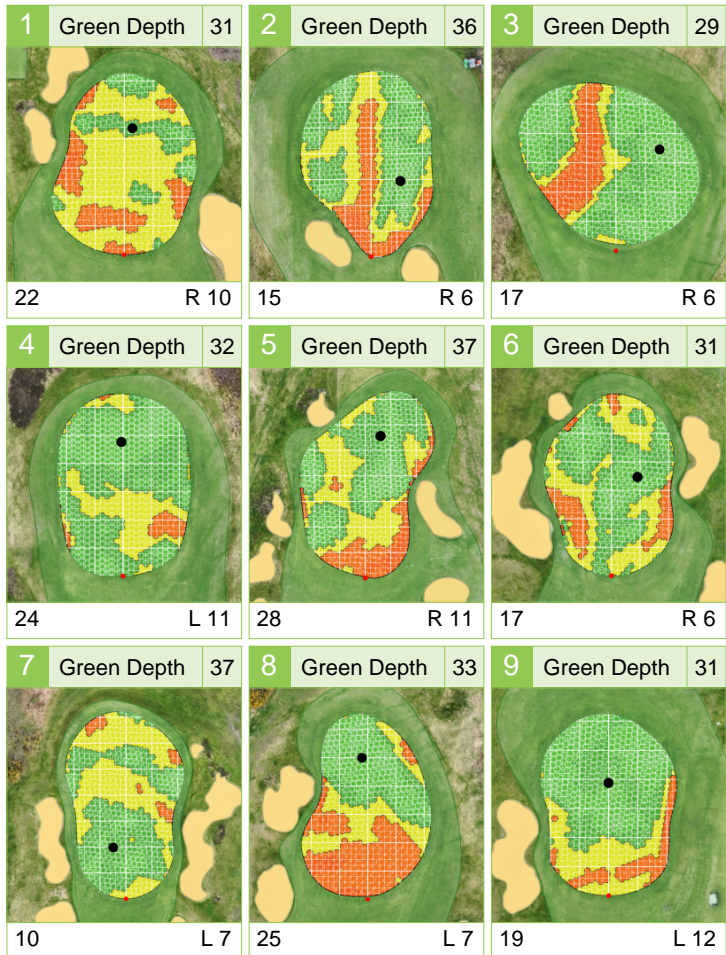 1 Green Depth 31
22 R 10
2 Green Depth 36
15 R 6
3 Green Depth 29
17 R 6
4 Green Depth 32
24 L 11
5 Green Depth 37
28 R 11
6 Green Depth 31
17 R 6
7 Green Depth 37
10 L 7
8 Green Depth 33
25 L 7
9 Green Depth 31
19 L 12